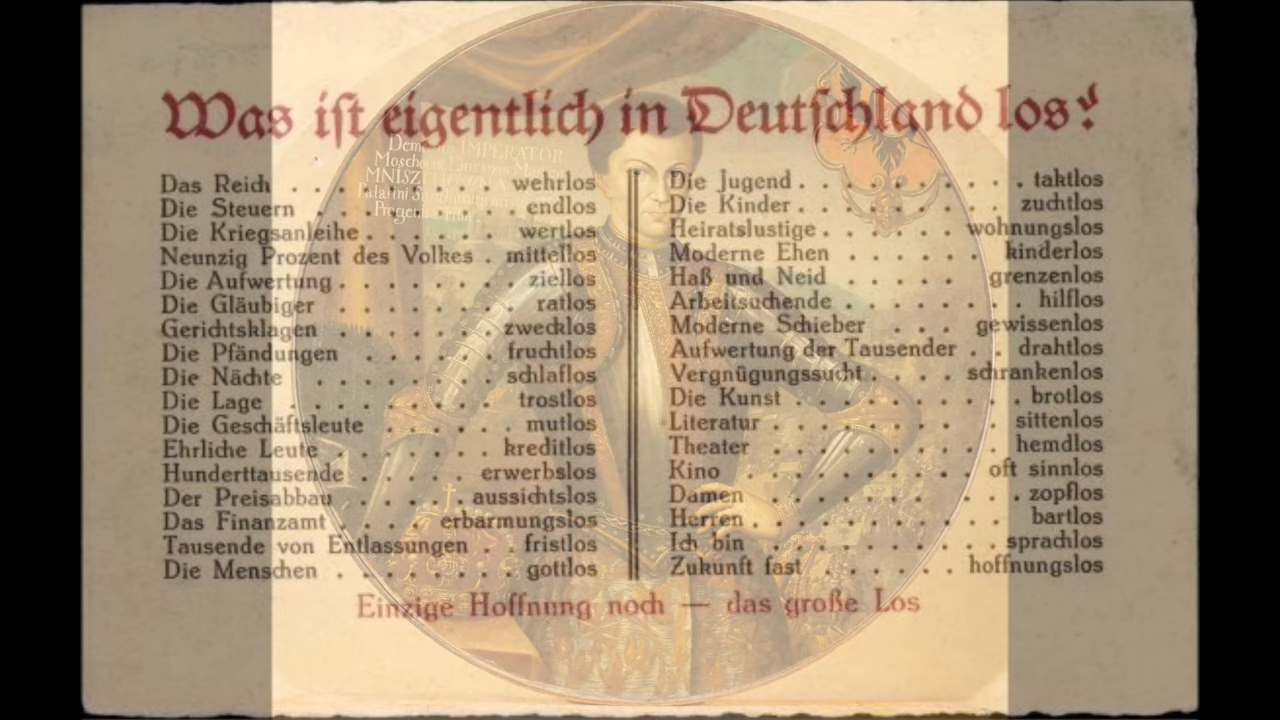 Was ist eigentlich in Deutschland los?
Das Reich . . . . . . . . . wehrlos
Die Steuern . . . . . . . . endlos
Die Kriegsanleihe . . . . . . wertlos
Neunzig Prozent des Volkes . mittellos
Die Aufwertung . . . . . . . . ziellos
Die Gläubiger . . . . . . . ratlos
Gerichtsklagen . . . . . . zwecklos
Die Pfändungen . . . . . . fruchtlos
Die Nächte . . . . . . . . schlaflos
Die Lage . . . . . . . . . trostlos
Die Geschäftsleute . . . . . . mutlos
Ehrliche Leute . . . . . . . kreditlos
Hunderttausende . . . . . erwerbslos
Der Preisabbau . . . . . aussichtslos
Das Finanzamt . . . . erbarmungslos
Tausende von Entlassungen . . fristlos
Die Menschen . . . . . . . gottlos
Die Jugend . . . . . . . . . . taktlos
Die Kinder . . . . . . . . . zuchtlos
Heiratslustige . . . . . . wohnungslos
Moderne Ehen . . . . . . kinderlos
Haß und Neid . . . . . . grenzenlos
Arbeitsuchende . . . . . . . . hilflos
Moderne Schieber . . . gewissenlos
Aufwertung der Tausender . . drahtlos
Vergnügungssucht . . . . schrankenlos
Die Kunst . . . . . . . . . . brotlos
Literatur . . . . . . . . . . sittenlos
Theater . . . . . . . . . . hemdlos
Kino . . . . . . . . . oft sinnlos
Damen . . . . . . . . . . . . zopflos
Herren . . . . . . . . . . . bartlos
Ich bin . . . . . . . . . . sprachlos
Zukunft fast . . . . . . hoffnungslos
Einzige Hoffnung noch — das große Los
IMPERATOR